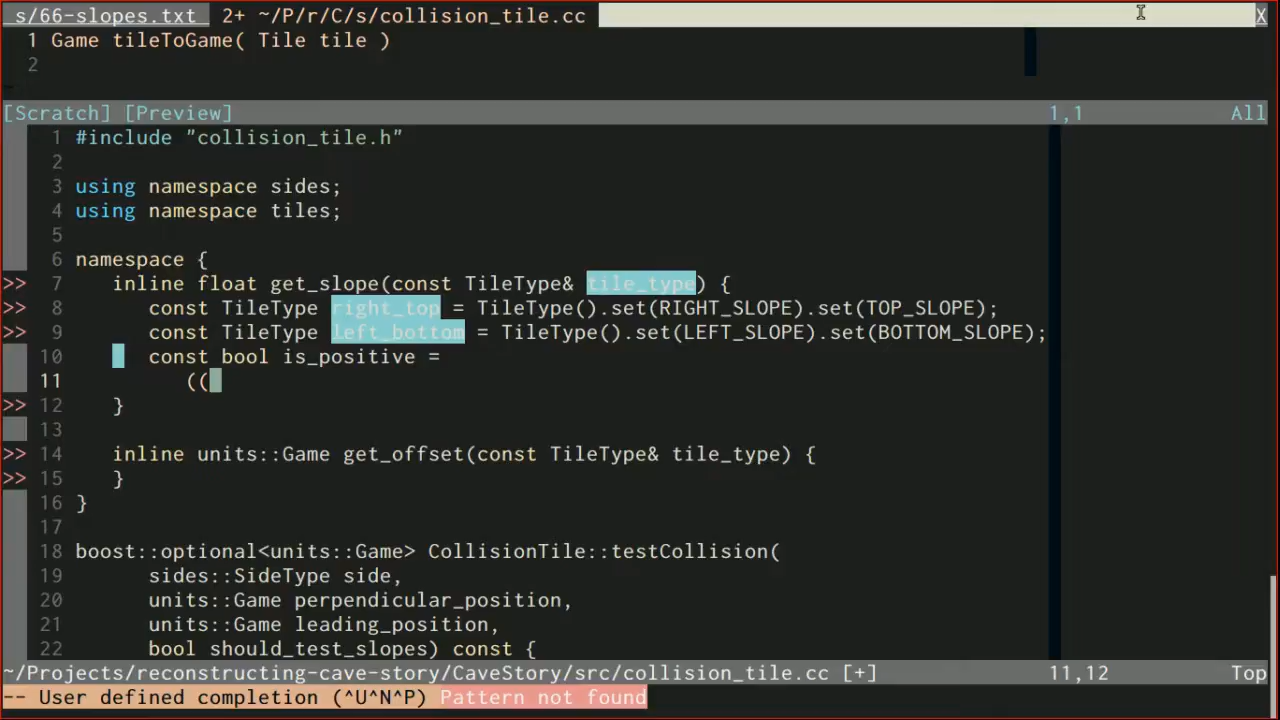 s/66-slopes.txt  2+ ~/P/r/C/s/collision_tile.cc X
1 Game tileToGame( Tile tile )
2
[Scratch] [Preview] 1,1 All
1 #include "collision_tile.h"
2
3 using namespace sides;
4 using namespace tiles;
5
6 namespace {
>> 7 inline float get_slope(const TileType& tile_type) {
>> 8 const TileType right_top = TileType().set(RIGHT_SLOPE).set(TOP_SLOPE);
>> 9 const TileType left_bottom = TileType().set(LEFT_SLOPE).set(BOTTOM_SLOPE);
10 const bool is_positive =
11 ((
>> 12 }
13
>> 14 inline units::Game get_offset(const TileType& tile_type) {
>> 15 }
16 }
17
18 boost::optional<units::Game> CollisionTile::testCollision(
19 sides::SideType side,
20 units::Game perpendicular_position,
21 units::Game leading_position,
22 bool should_test_slopes) const {
~/Projects/reconstructing-cave-story/CaveStory/src/collision_tile.cc [+] 11,12 Top
-- User defined completion (^U^N^P) Pattern not found